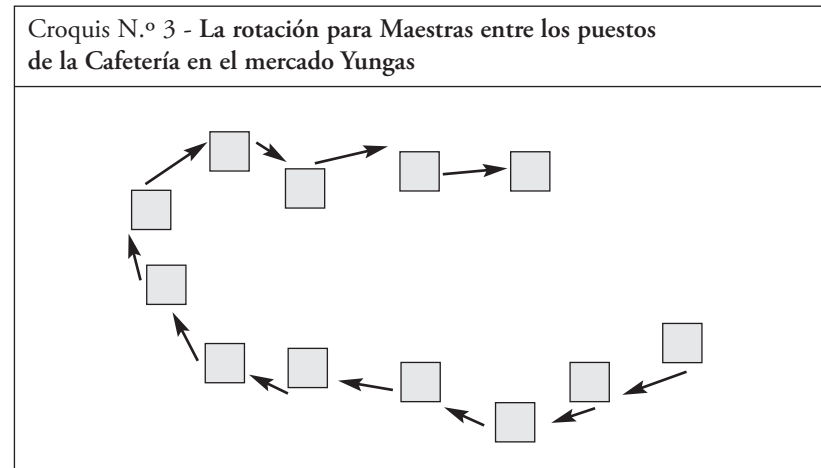 Croquis N.º 3 - La rotación para Maestras entre los puestos
de la Cafetería en el mercado Yungas